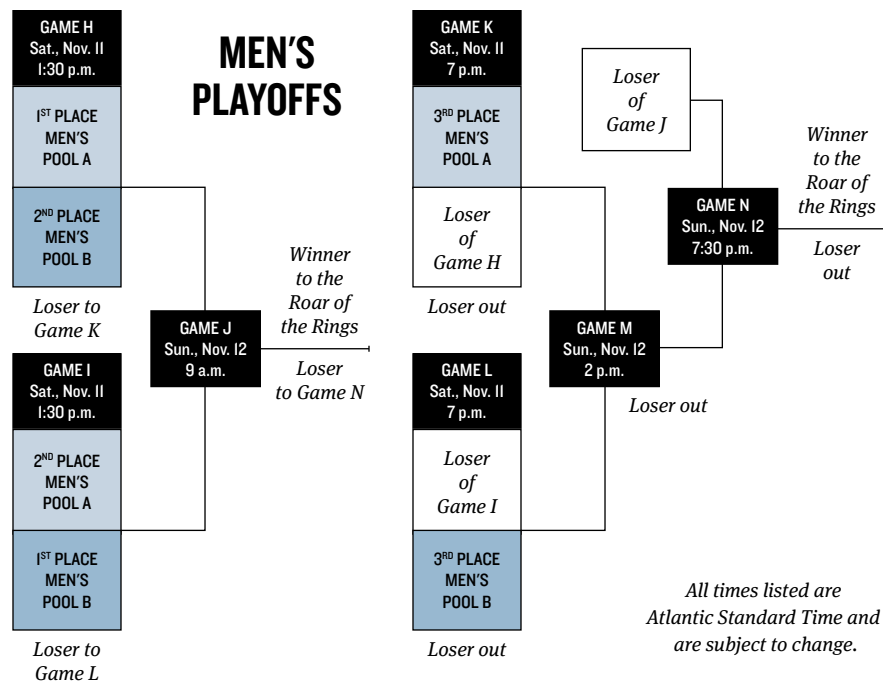 MEN'S
PLAYOFFS
GAME H
Sat., Nov. 11
1:30 p.m.
1ST PLACE
MEN'S
POOL A
2ND PLACE
MEN'S
POOL B
Loser to
Game K
GAME I
Sat., Nov. 11
1:30 p.m.
2ND PLACE
MEN'S
POOL A
1ST PLACE
MEN'S
POOL B
Loser to
Game L
GAME J
Sun., Nov. 12
9 a.m.
Winner
to the
Roar of
the Rings
Loser
to Game N
GAME K
Sat., Nov. 11
7 p.m.
3RD PLACE
MEN'S
POOL A
Loser
of
Game H
Loser out
GAME L
Sat., Nov. 11
7 p.m.
Loser
of
Game I
3RD PLACE
MEN'S
POOL B
Loser out
GAME M
Sun., Nov. 12
2 p.m.
Loser out
Loser
of
Game J
GAME N
Sun., Nov. 12
7:30 p.m.
Winner
to the
Roar of
the Rings
Loser
out
All times listed are
Atlantic Standard Time and
are subject to change.